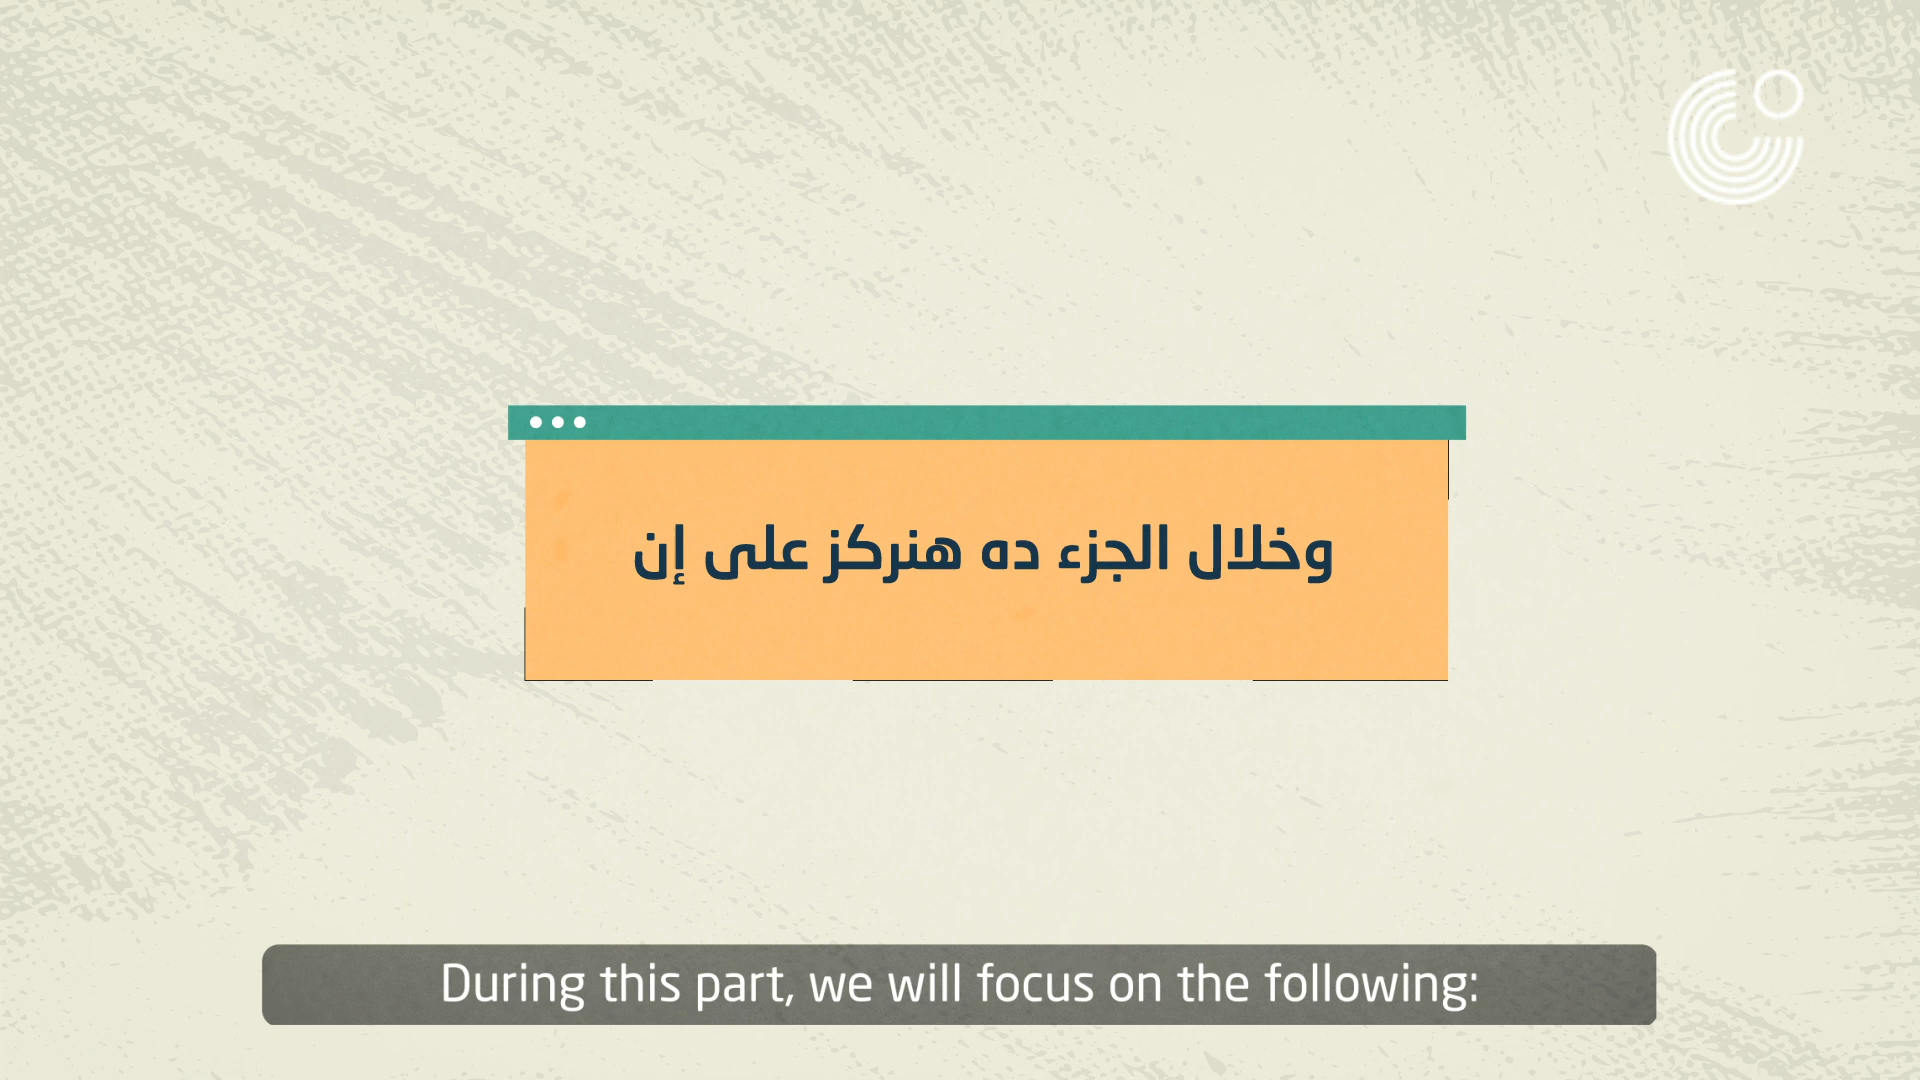 وخلال الجزء ده هنركز على إن
During this part, we will focus on the following: